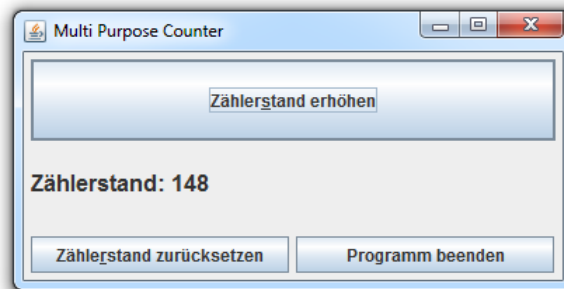 Multi Purpose Counter
Zählerstand erhöhen
Zählerstand: 148
Zählerstand zurücksetzen
Programm beenden